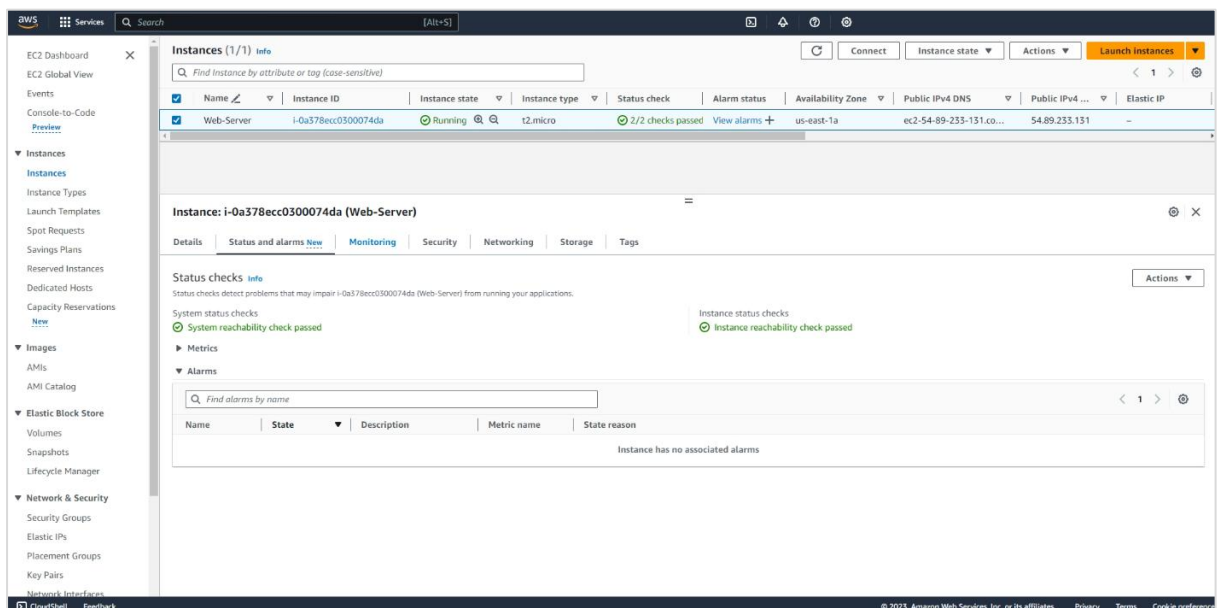 aws Services Search [Alt+S]
EC2 Dashboard
EC2 Global View
Events
Console-to-Code
Preview
Instances
Instances
Instance Types
Launch Templates
Spot Requests
Savings Plans
Reserved Instances
Dedicated Hosts
Capacity Reservations
New
Images
AMIs
AMI Catalog
Elastic Block Store
Volumes
Snapshots
Lifecycle Manager
Network & Security
Security Groups
Elastic IPs
Placement Groups
Key Pairs
Network Interfaces
Instances (1/1) Info
Connect Instance state Actions Launch instances
Find Instance by attribute or tag (case-sensitive)
1
Name Instance ID Instance state Instance type Status check Alarm status Availability Zone Public IPv4 DNS Public IPv4 ... Elastic IP
Web-Server i-0a378ecc0300074da Running t2.micro 2/2 checks passed View alarms + us-east-1a ec2-54-89-233-131.co... 54.89.233.131 –
Instance: i-0a378ecc0300074da (Web-Server)
Details Status and alarms New Monitoring Security Networking Storage Tags
Status checks Info
Actions
Status checks detect problems that may impair i-0a378ecc0300074da (Web-Server) from running your applications.
System status checks Instance status checks
System reachability check passed Instance reachability check passed
Metrics
Alarms
Find alarms by name
1
Name State Description Metric name State reason
Instance has no associated alarms
CloudShell Feedback © 2023, Amazon Web Services, Inc. or its affiliates. Privacy Terms Cookie preferences